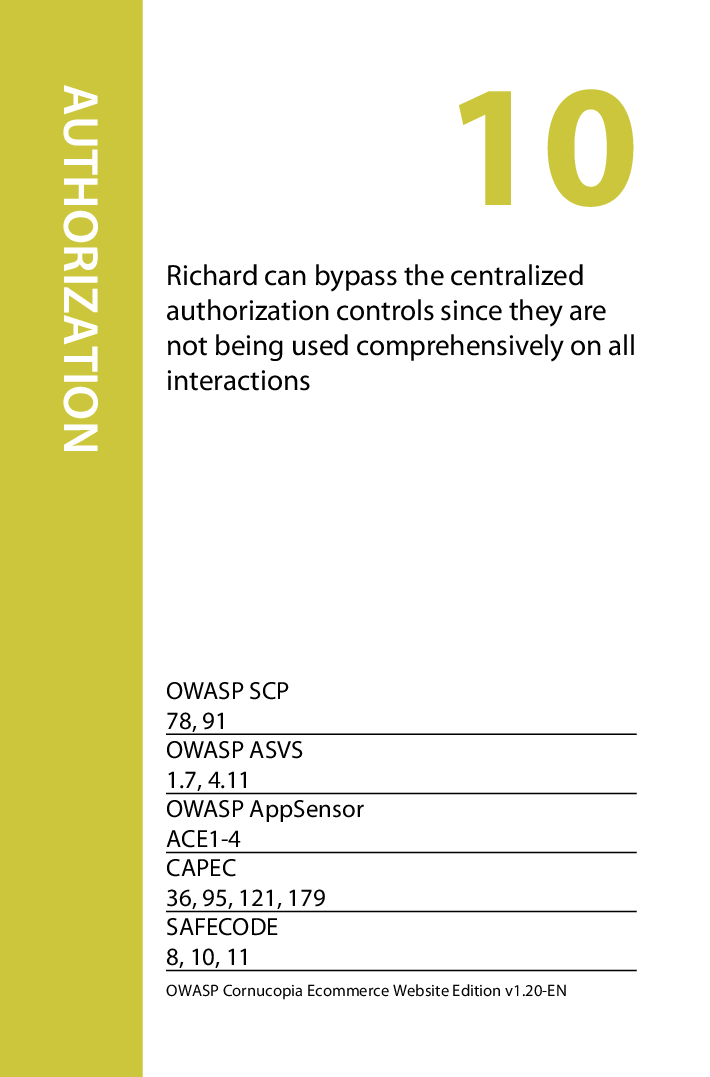 AUTHORIZATION
10
Richard can bypass the centralized
authorization controls since they are
not being used comprehensively on all
interactions
OWASP SCP
78, 91
OWASP ASVS
1.7, 4.11
OWASP AppSensor
ACE1-4
CAPEC
36, 95, 121, 179
SAFECODE
8, 10, 11
OWASP Cornucopia Ecommerce Website Edition v1.20-EN